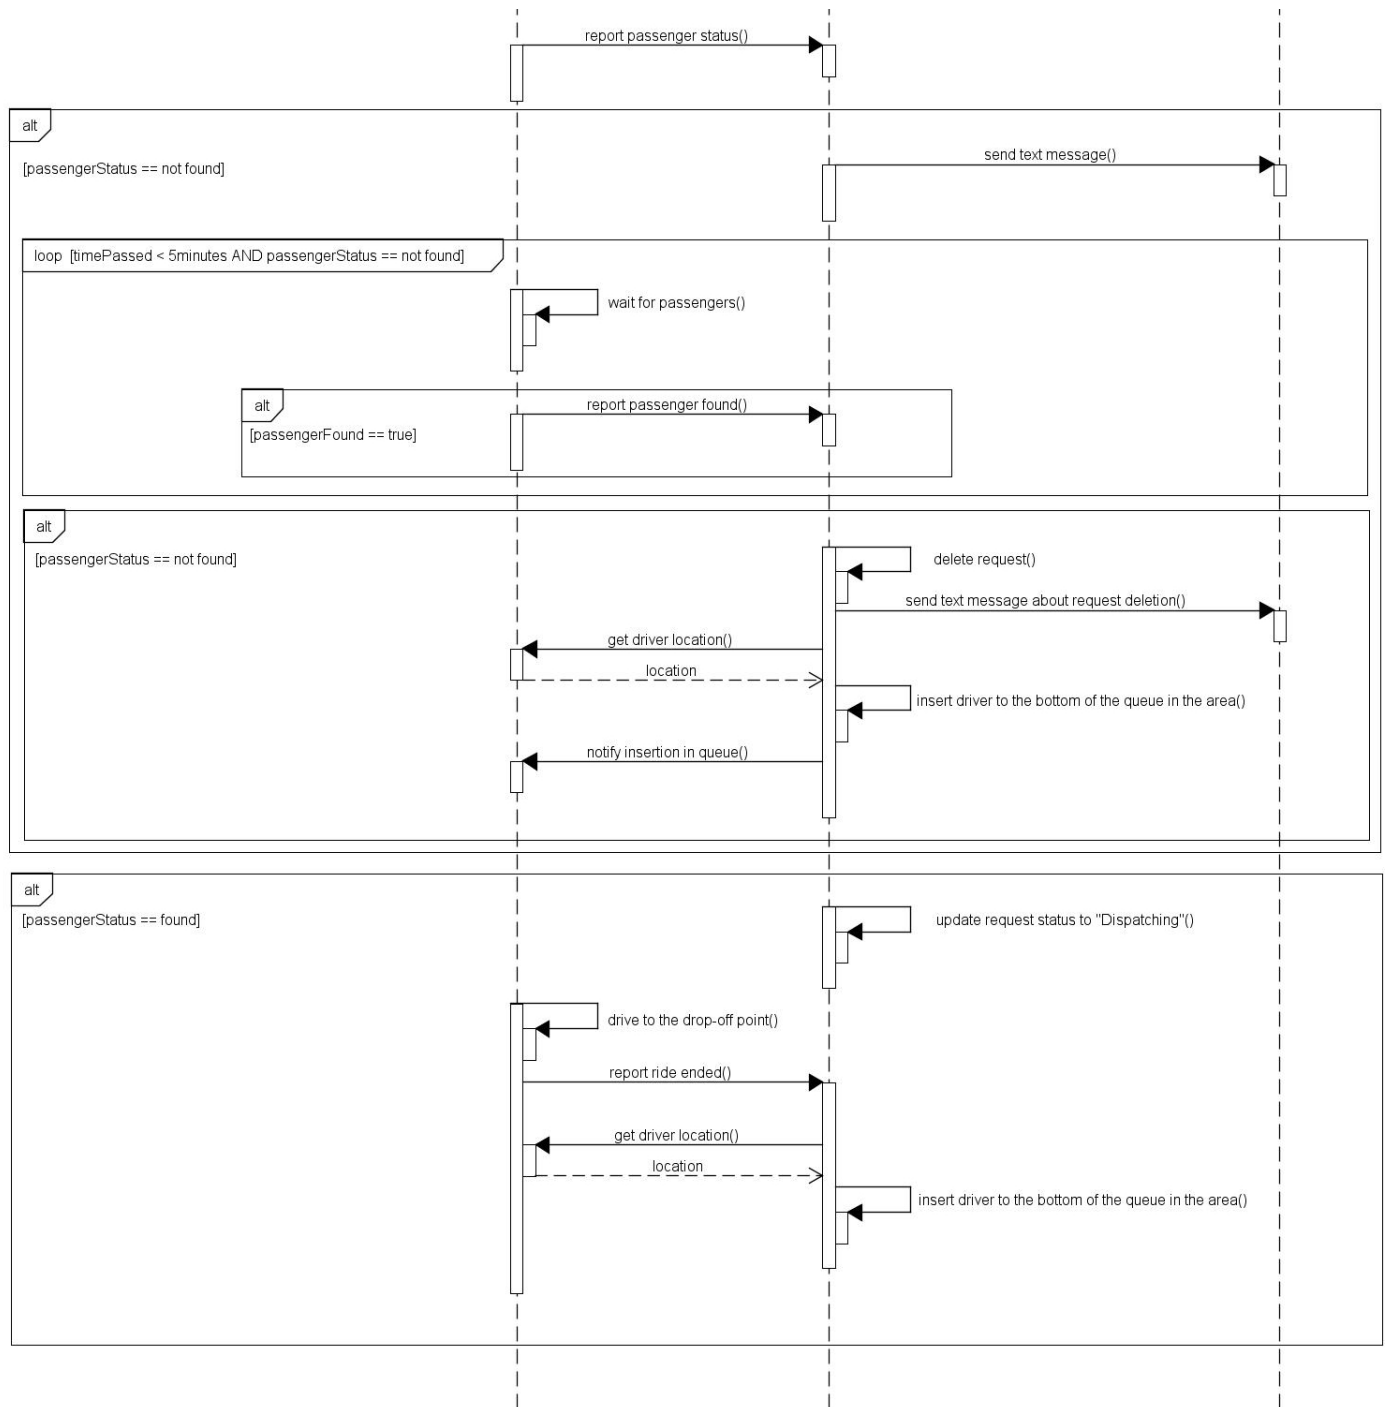 report passenger status()
alt
send text message()
[passengerStatus == not found]
loop [timePassed < 5minutes AND passengerStatus == not found]
wait for passengers()
alt
report passenger found()
[passengerFound == true]
alt
[passengerStatus == not found]
delete request()
send text message about request deletion()
get driver location()
location
insert driver to the bottom of the queue in the area()
notify insertion in queue()
alt
[passengerStatus == found]
update request status to "Dispatching"()
drive to the drop-off point()
report ride ended()
get driver location()
location
insert driver to the bottom of the queue in the area()